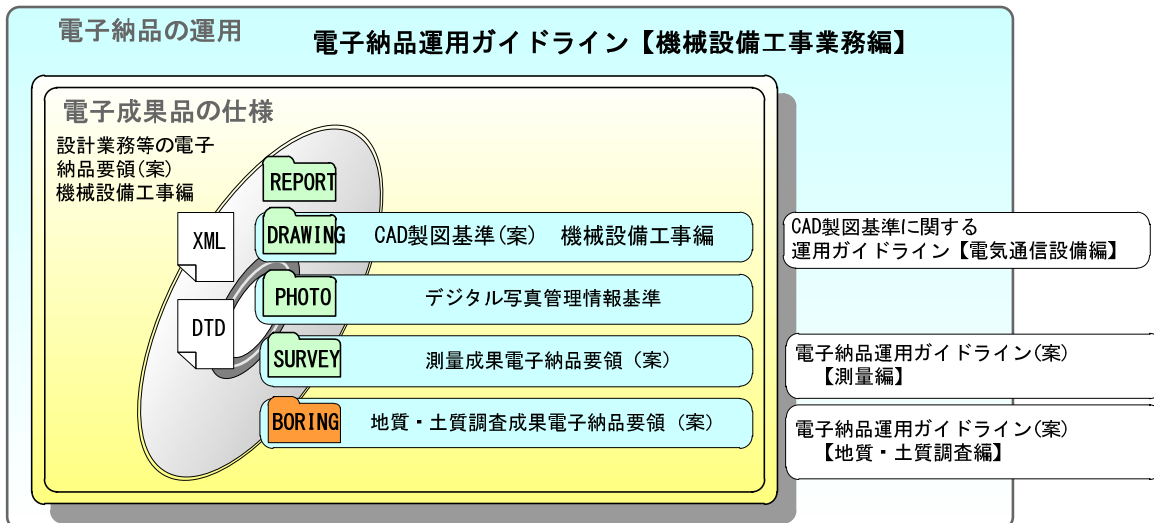 電子納品の運用
電子納品運用ガイドライン【機械設備工事業務編】
電子成果品の仕様
設計業務等の電子
納品要領(案)
機械設備工事編
REPORT
XML
DRAWING
CAD製図基準(案) 機械設備工事編
CAD製図基準に関する
運用ガイドライン【電気通信設備編】
PHOTO
デジタル写真管理情報基準
DTD
SURVEY
測量成果電子納品要領(案)
電子納品運用ガイドライン(案)
【測量編】
BORING
地質・土質調査成果電子納品要領(案)
電子納品運用ガイドライン(案)
【地質・土質調査編】